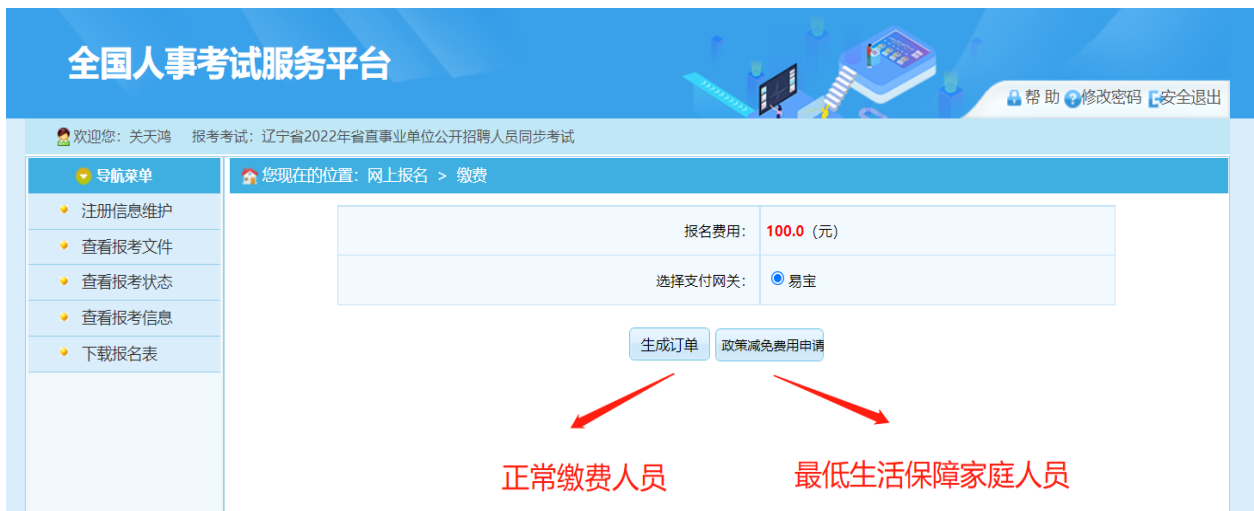 全国人事考试服务平台
帮 助 修改密码 安全退出
欢迎您：关天鸿 报考考试：辽宁省2022年省直事业单位公开招聘人员同步考试
导航菜单
您现在的位置：网上报名 > 缴费
注册信息维护
查看报考文件
查看报考状态
查看报考信息
下载报名表
报名费用： 100.0（元）
选择支付网关： 易宝
生成订单 政策减免费用申请
正常缴费人员 最低生活保障家庭人员